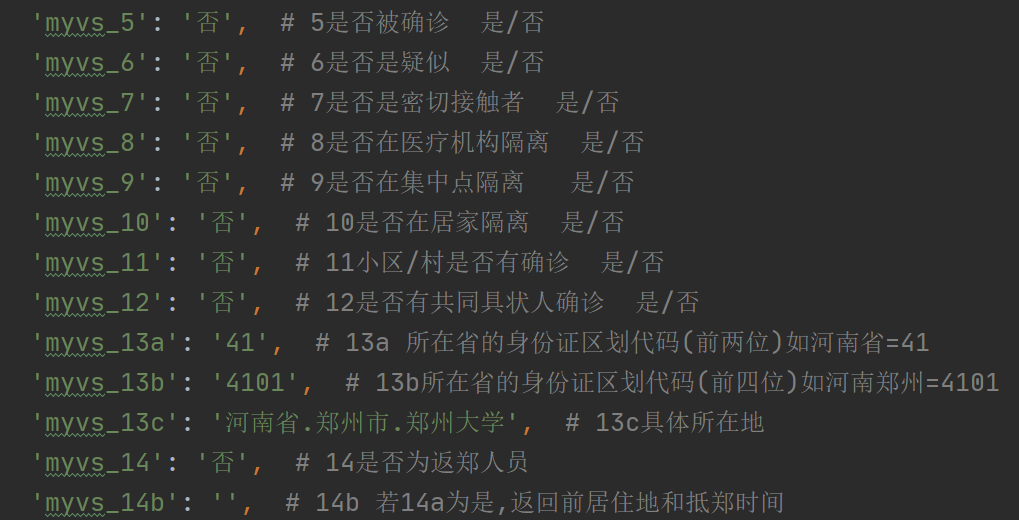 'myvs_5': '否',  # 5是否被确诊  是/否
'myvs_6': '否',  # 6是否是疑似  是/否
'myvs_7': '否',  # 7是否是密切接触者  是/否
'myvs_8': '否',  # 8是否在医疗机构隔离  是/否
'myvs_9': '否',  # 9是否在集中点隔离   是/否
'myvs_10': '否',  # 10是否在居家隔离  是/否
'myvs_11': '否',  # 11小区/村是否有确诊  是/否
'myvs_12': '否',  # 12是否有共同具状人确诊  是/否
'myvs_13a': '41',  # 13a 所在省的身份证区划代码(前两位)如河南省=41
'myvs_13b': '4101',  # 13b所在省的身份证区划代码(前四位)如河南郑州=4101
'myvs_13c': '河南省.郑州市.郑州大学',  # 13c具体所在地
'myvs_14': '否',  # 14是否为返郑人员
'myvs_14b': '',  # 14b 若14a为是,返回前居住地和抵郑时间